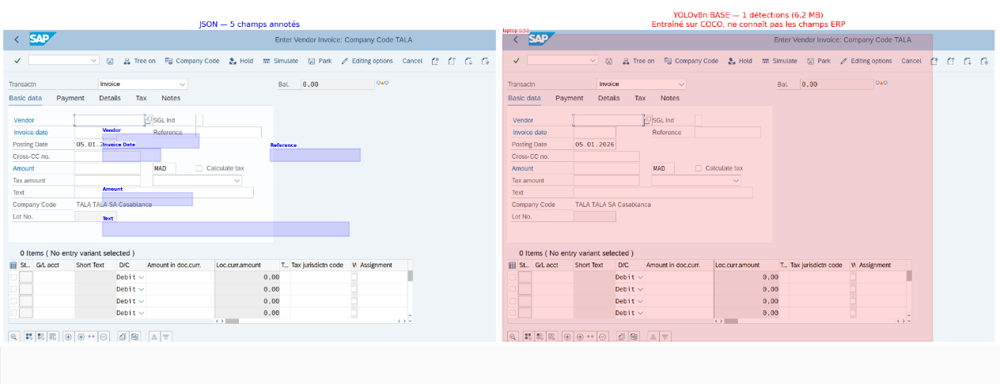 JSON — 5 champs annotés
SAP
Enter Vendor Invoice: Company Code TALA
Tree on Company Code Hold Simulate Park Editing options Cancel
Transactn Invoice Bal. 0.00
Basic data Payment Details Tax Notes
Vendor SGL Ind
Vendor
Invoice date Reference
Posting Date 05.01.2
Invoice Date
Reference
Cross-CC no.
Amount MAD Calculate tax
Tax amount
Amount
Text
Company Code TALA TALA SA Casablanca
Lot No.
Text
0 Items ( No entry variant selected )
St... G/L acct Short Text D/C Amount in doc.curr. Loc.curr.amount T... Tax jurisdictn code W Assignment
Debit 0.00
Debit 0.00
Debit 0.00
Debit 0.00
YOLOv8n BASE — 1 détections (6.2 MB)
Entraîné sur COCO, ne connaît pas les champs ERP
laptop 0.50
SAP
Enter Vendor Invoice: Company Code TALA
Tree on Company Code Hold Simulate Park Editing options Cancel
Transactn Invoice Bal. 0.00
Basic data Payment Details Tax Notes
Vendor SGL Ind
Invoice date Reference
Posting Date 05.01.2026
Cross-CC no.
Amount MAD Calculate tax
Tax amount
Text
Company Code TALA TALA SA Casablanca
Lot No.
0 Items ( No entry variant selected )
St... G/L acct Short Text D/C Amount in doc.curr. Loc.curr.amount T... Tax jurisdictn code W Assignment
Debit 0.00
Debit 0.00
Debit 0.00
Debit 0.00